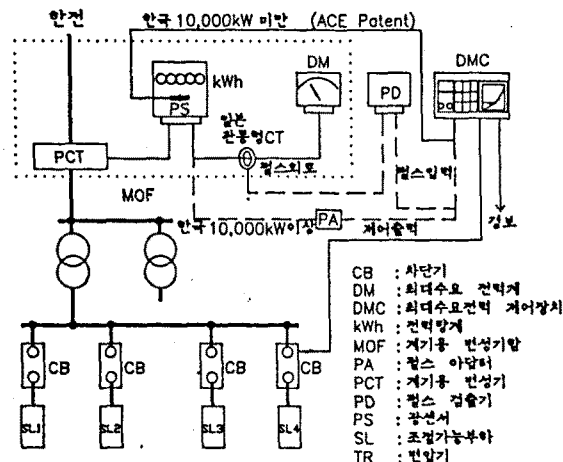 한전
한국 10,000kW 미만 (ACE Patent)
kWh
PS
DM
PD
DMC
일본
관통형CT
펄스회로
PCT
MOF
펄스입력
한국 10,000kW이상
PA
제어출력
경보
CB
CB
CB
CB
SL1
SL2
SL3
SL4
CB : 차단기
DM : 최대수요 전력계
DMC : 최대수요전력 제어장치
kWh : 전력량계
MOF : 계기용 변성기함
PA : 펄스 아답터
PCT : 계기용 변성기
PD : 펄스 검출기
PS : 광센서
SL : 조절가능부하
TR : 변압기